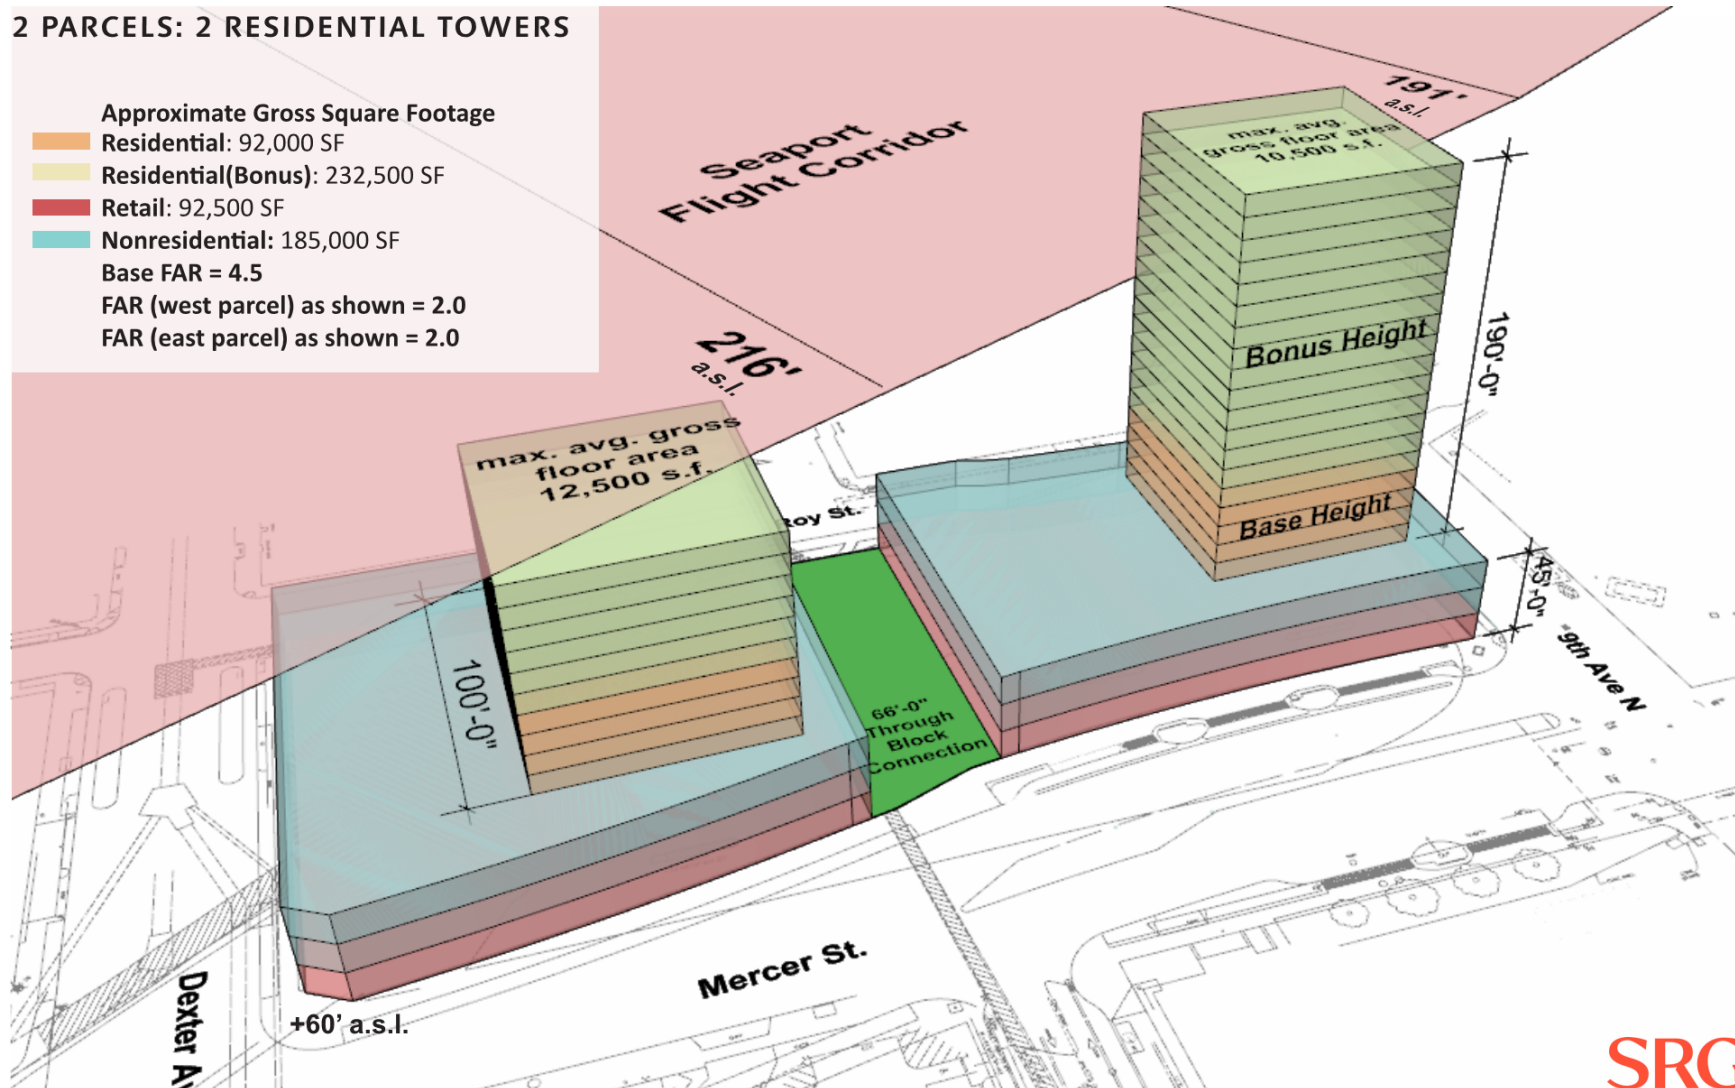 2 PARCELS: 2 RESIDENTIAL TOWERS
Approximate Gross Square Footage
Residential: 92,000 SF
Residential(Bonus): 232,500 SF
Retail: 92,500 SF
Nonresidential: 185,000 SF
Base FAR = 4.5
FAR (west parcel) as shown = 2.0
FAR (east parcel) as shown = 2.0
Seaport
Flight Corridor
191'
a.s.l.
216'
a.s.l.
max. avg.
gross floor area
10,500 s.f.
Bonus Height
Base Height
190'-0"
45'-0"
max. avg. gross
floor area
12,500 s.f.
100'-0"
Roy St.
66'-0"
Through
Block
Connection
9th Ave N
Mercer St.
Dexter Av
+60' a.s.l.
SRG